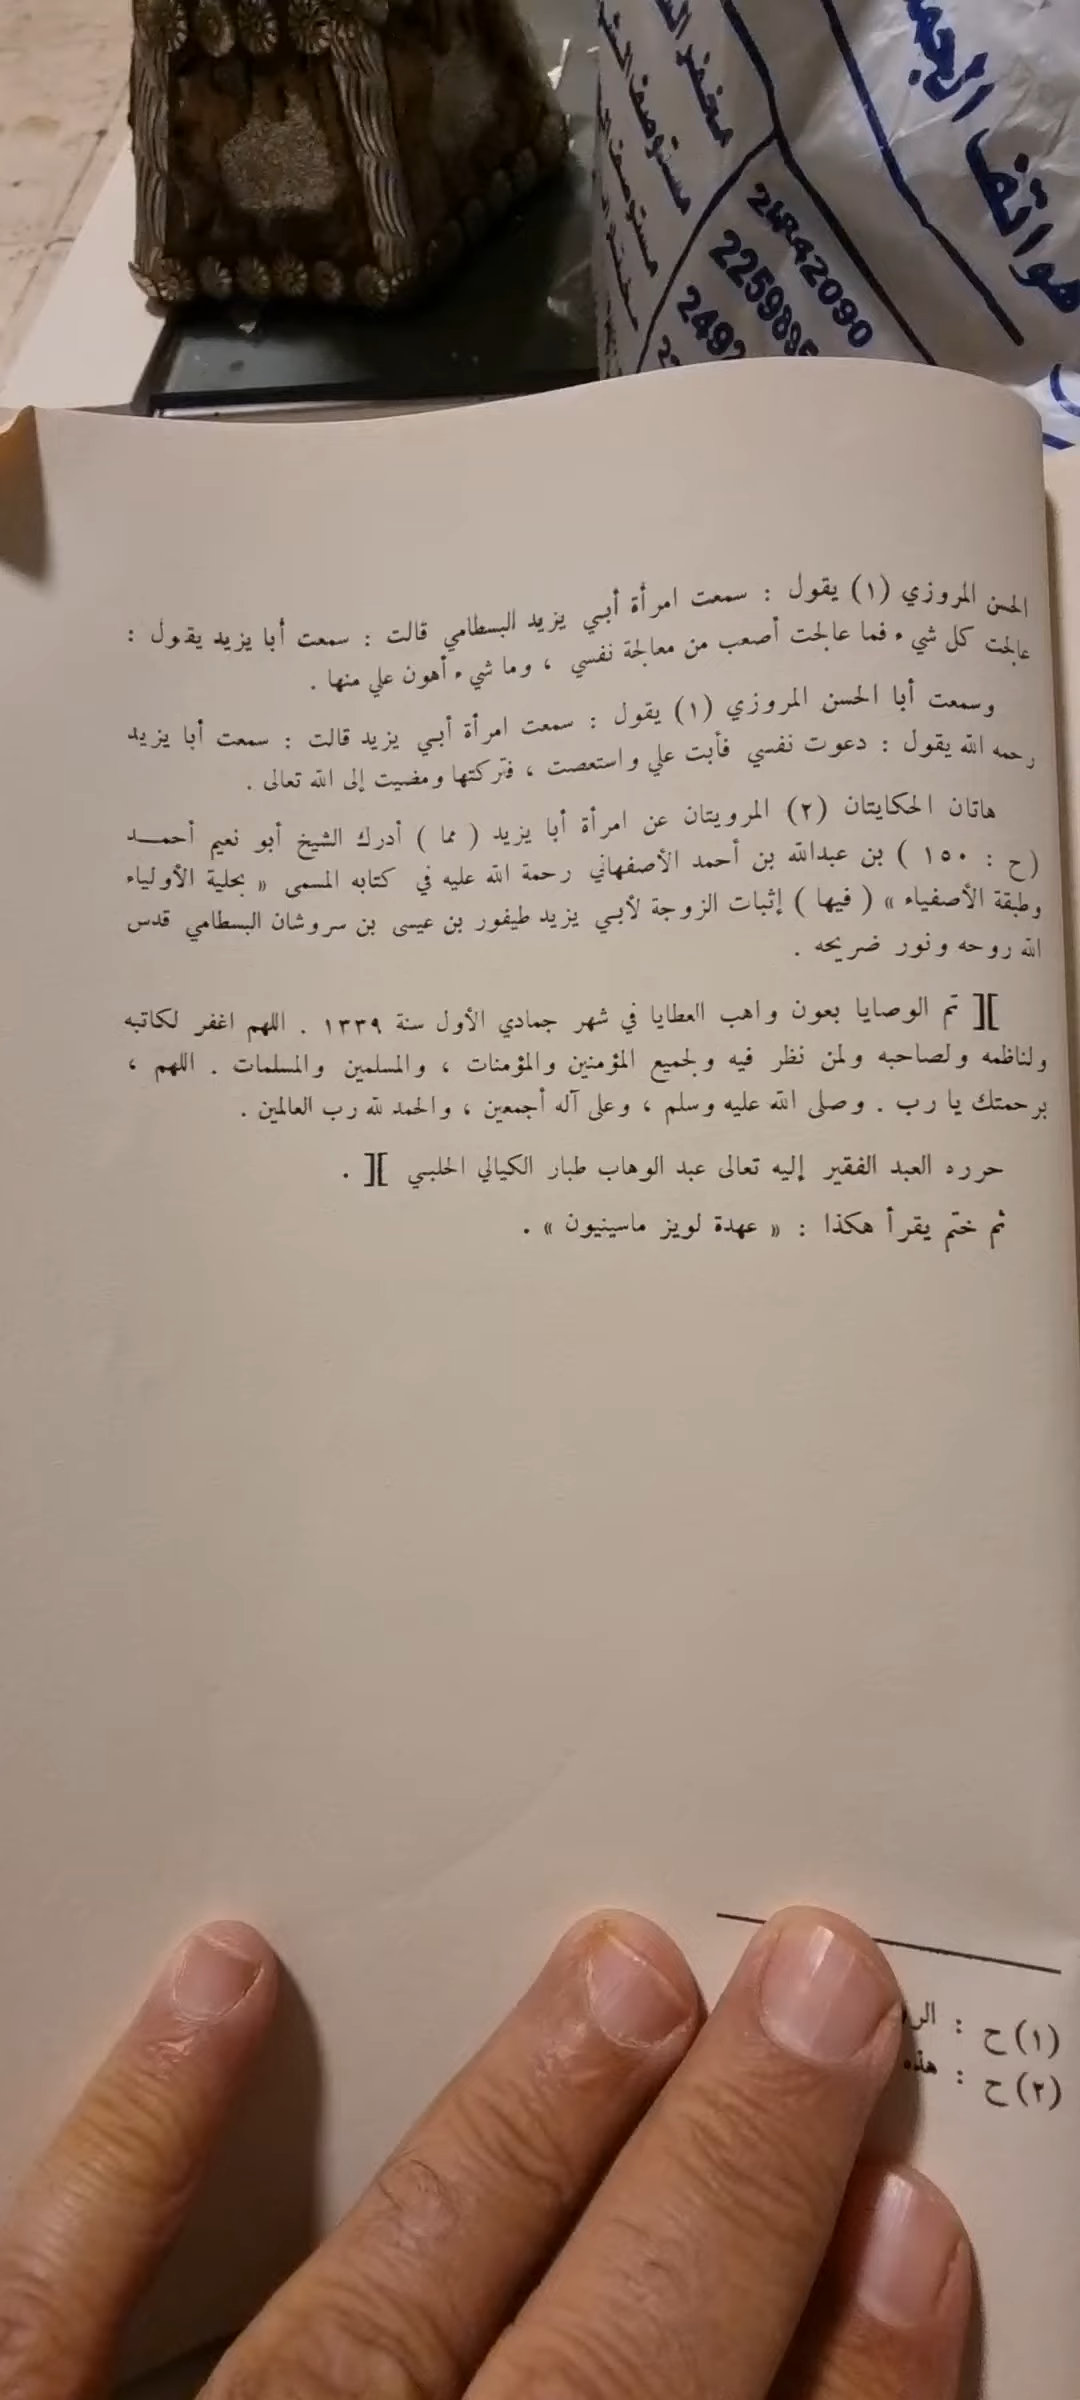 هواتف
مخفر
مستوصف
مستوصف
24842090
2259895
249
الحسن المروزي (١) يقول : سمعت امرأة أبي يزيد البسطامي قالت : سمعت أبا يزيد يقول :
عالجت كل شيء فما عالجت أصعب من معالجة نفسي ، وما شيء أهون علي منها .
وسمعت أبا الحسن المروزي (١) يقول : سمعت امرأة أبي يزيد قالت : سمعت أبا يزيد
رحمه الله يقول : دعوت نفسي فأبت علي واستعصت ، فتركتها ومضيت إلى الله تعالى .
هاتان الحكايتان (٢) المرويتان عن امرأة أبا يزيد ( مما ) أدرك الشيخ أبو نعيم أحمد
(ح : ١٥٠ ) بن عبدالله بن أحمد الأصفهاني رحمة الله عليه في كتابه المسمى « بحلية الأولياء
وطبقة الأصفياء » ( فيها ) إثبات الزوجة لأبي يزيد طيفور بن عيسى بن سروشان البسطامي قدس
الله روحه ونور ضريحه .
][ تم الوصايا بعون واهب العطايا في شهر جمادي الأول سنة ١٣٣٩ . اللهم اغفر لكاتبه
ولناظمه ولصاحبه ولمن نظر فيه ولجميع المؤمنين والمؤمنات ، والمسلمين والمسلمات . اللهم ،
برحمتك يا رب . وصلى الله عليه وسلم ، وعلى آله أجمعين ، والحمد لله رب العالمين .
حرره العبد الفقير إليه تعالى عبد الوهاب طبار الكيالي الحلبي ][ .
ثم ختم يقرأ هكذا : « عهدة لويز ماسينيون » .
(١) ح :
(٢) ح : هذه